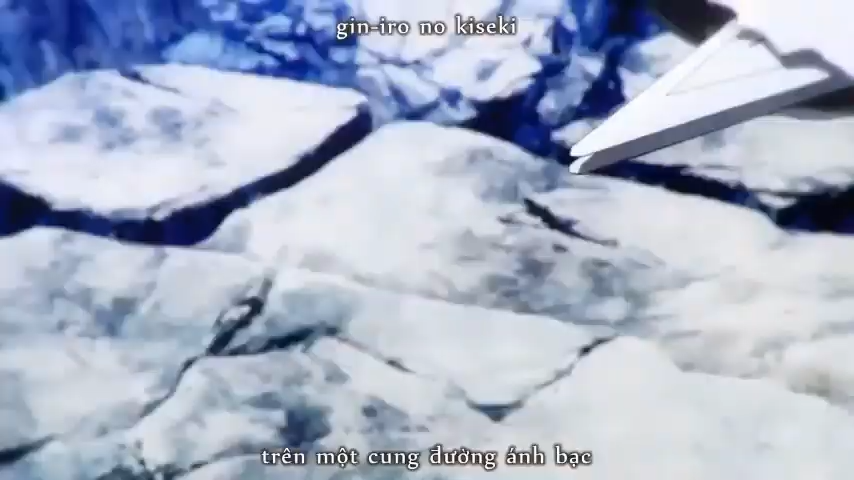 gin-iro no kiseki
trên một cung đường ánh bạc